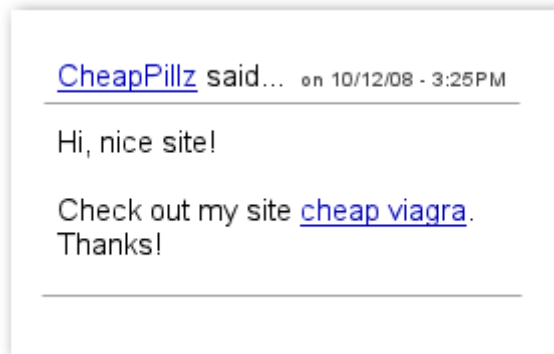 CheapPillz said... on 10/12/08 - 3:25PM
Hi, nice site!
Check out my site cheap viagra.
Thanks!